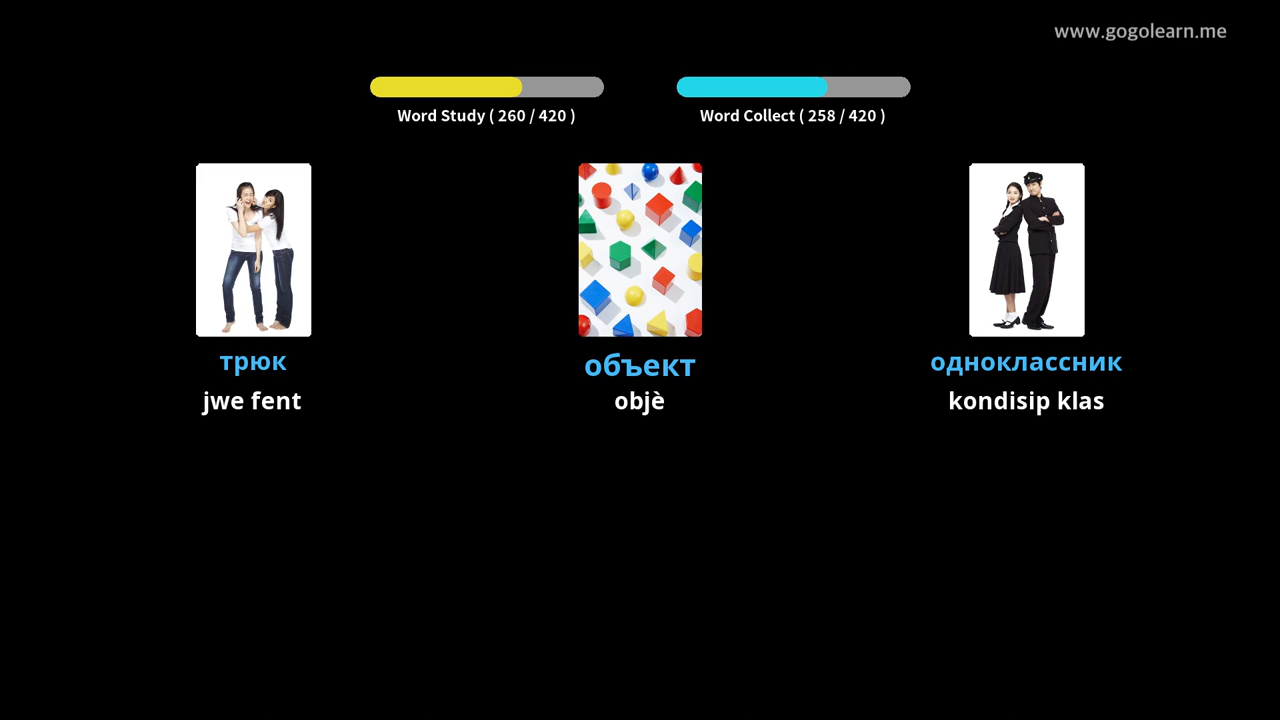 www.gogolearn.me
Word Study ( 260 / 420 )
Word Collect ( 258 / 420 )
трюк
объект
одноклассник
jwe fent
objè
kondisip klas